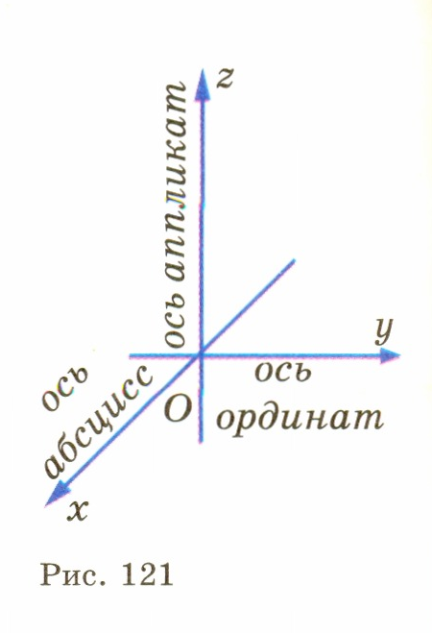 z
ось аппликат
y
ось
ось
абсцисс
O
ординат
x
Рис. 121